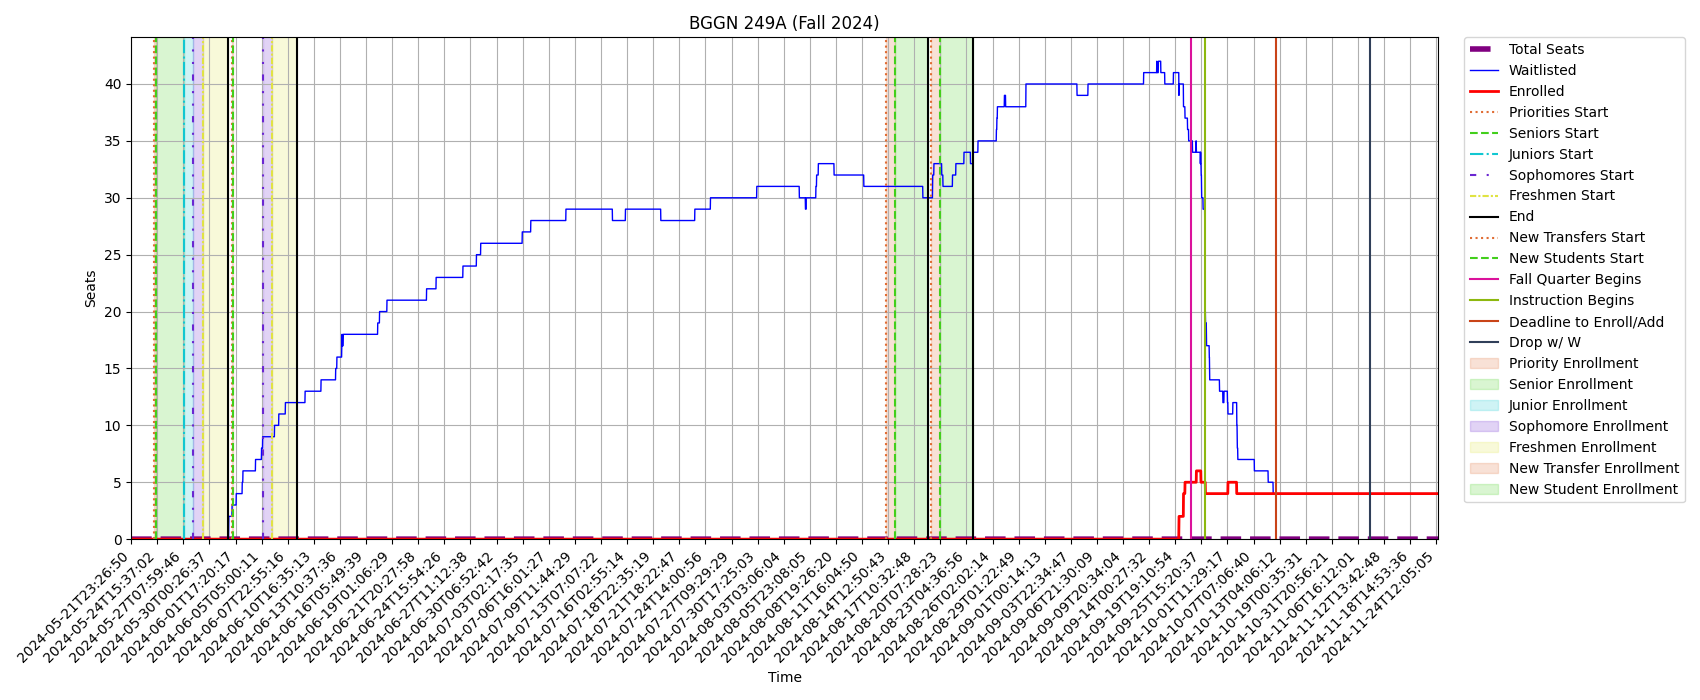 BGGN 249A (Fall 2024)
Seats
40
35
30
25
20
15
10
5
0
2024-05-21T23:26:50
2024-05-24T15:37:02
2024-05-27T07:59:46
2024-05-30T00:26:37
2024-06-01T17:20:17
2024-06-05T05:00:11
2024-06-07T22:55:16
2024-06-10T16:35:13
2024-06-13T10:37:36
2024-06-16T05:49:39
2024-06-19T01:06:29
2024-06-21T20:27:58
2024-06-24T15:54:26
2024-06-27T11:12:38
2024-06-30T06:52:42
2024-07-03T02:17:35
2024-07-06T16:01:27
2024-07-09T11:44:29
2024-07-13T07:07:22
2024-07-16T02:55:14
2024-07-18T22:35:19
2024-07-21T18:22:47
2024-07-24T14:00:56
2024-07-27T09:29:29
2024-07-30T17:25:03
2024-08-03T03:06:04
2024-08-05T23:08:05
2024-08-08T19:26:20
2024-08-11T16:04:50
2024-08-14T12:50:43
2024-08-17T10:32:48
2024-08-20T07:28:23
2024-08-23T04:36:56
2024-08-26T02:02:14
2024-08-29T01:22:49
2024-09-01T00:14:13
2024-09-03T22:34:47
2024-09-06T21:30:09
2024-09-09T20:34:04
2024-09-14T00:27:32
2024-09-19T19:10:54
2024-09-25T15:20:37
2024-10-01T11:29:17
2024-10-07T07:06:40
2024-10-13T04:06:12
2024-10-19T00:35:31
2024-10-31T20:56:21
2024-11-06T16:12:01
2024-11-12T13:42:48
2024-11-18T14:53:36
2024-11-24T12:05:05
Time
Total Seats
Waitlisted
Enrolled
Priorities Start
Seniors Start
Juniors Start
Sophomores Start
Freshmen Start
End
New Transfers Start
New Students Start
Fall Quarter Begins
Instruction Begins
Deadline to Enroll/Add
Drop w/ W
Priority Enrollment
Senior Enrollment
Junior Enrollment
Sophomore Enrollment
Freshmen Enrollment
New Transfer Enrollment
New Student Enrollment